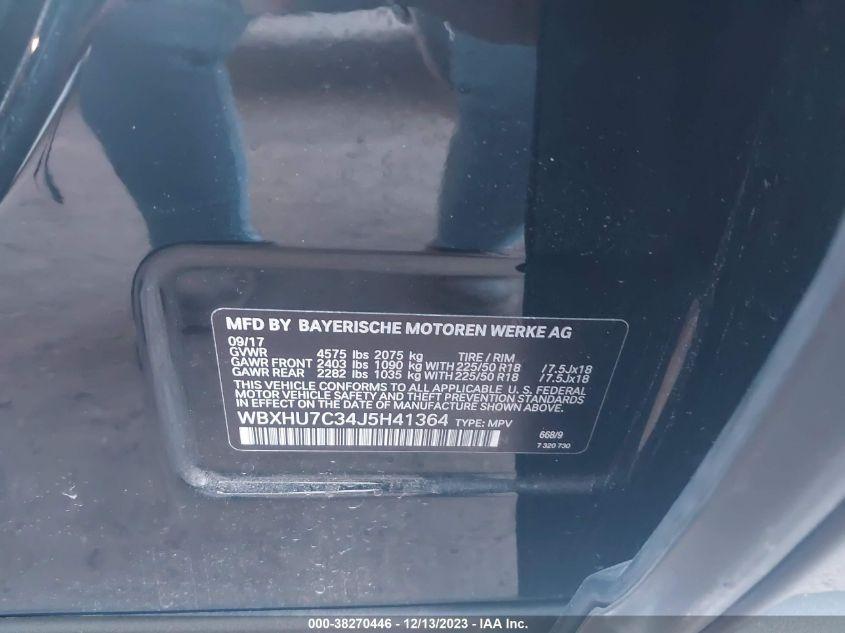 MFD BY BAYERISCHE MOTOREN WERKE AG
09/17
GVWR 4575 lbs 2075 kg TIRE / RIM
GAWR FRONT 2403 lbs 1090 kg WITH 225/50 R18 /7.5Jx18
GAWR REAR 2282 lbs 1035 kg WITH 225/50 R18 /7.5Jx18
THIS VEHICLE CONFORMS TO ALL APPLICABLE U. S. FEDERAL
MOTOR VEHICLE SAFETY AND THEFT PREVENTION STANDARDS
IN EFFECT ON THE DATE OF MANUFACTURE SHOWN ABOVE.
WBXHU7C34J5H41364 TYPE: MPV
668/9
7 320 730
000-38270446 - 12/13/2023 - IAA Inc.